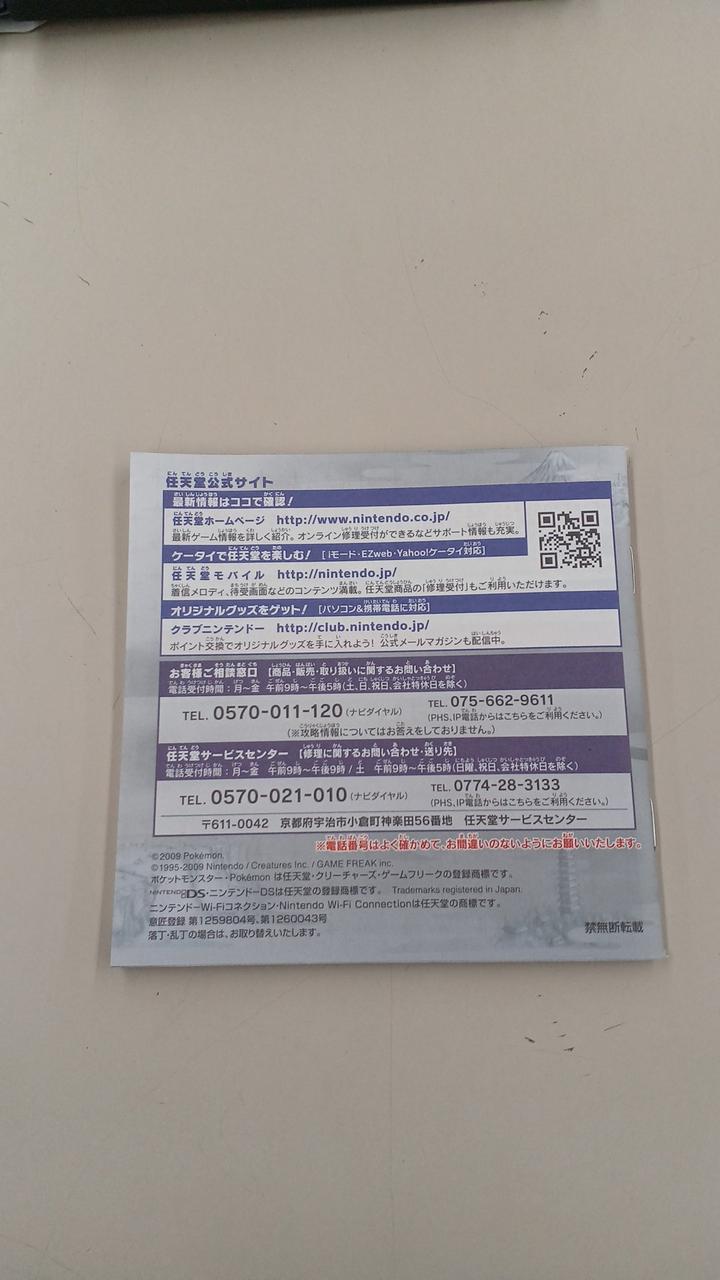 任天堂公式サイト
最新情報はココで確認!
任天堂ホームページ http://www.nintendo.co.jp/
最新ゲーム情報を詳しく紹介。オンライン修理受付ができるなどサポート情報も充実。
ケータイで任天堂を楽しむ! [iモード・EZweb・Yahoo!ケータイ対応]
任天堂モバイル http://nintendo.jp/
着信メロディ、待受画面などのコンテンツ満載。任天堂商品の「修理受付」もご利用いただけます。
オリジナルグッズをゲット! [パソコン&携帯電話に対応]
クラブニンテンドー http://club.nintendo.jp/
ポイント交換でオリジナルグッズを手に入れよう! 公式メールマガジンも配信中。
お客様ご相談窓口 [商品・販売・取り扱いに関するお問い合わせ]
電話受付時間:月〜金 午前9時〜午後5時(土、日、祝日、会社特休日を除く)
TEL. 0570-011-120(ナビダイヤル) TEL. 075-662-9611
(PHS、IP電話からはこちらをご利用ください。)
(※攻略情報についてはお答えをしておりません。)
任天堂サービスセンター [修理に関するお問い合わせ・送り先]
電話受付時間:月〜金 午前9時〜午後9時/土 午前9時〜午後5時(日曜、祝日、会社特休日を除く)
TEL. 0570-021-010(ナビダイヤル) TEL. 0774-28-3133
(PHS、IP電話からはこちらをご利用ください。)
〒611-0042 京都府宇治市小倉町神楽田56番地 任天堂サービスセンター
※電話番号はよく確かめて、お間違いのないようにお願いいたします。
©2009 Pokémon.
©1995-2009 Nintendo / Creatures Inc. / GAME FREAK inc.
ポケットモンスター・Pokémon は任天堂・クリーチャーズ・ゲームフリークの登録商標です。
NINTENDO DS・ニンテンドーDSは任天堂の登録商標です。 Trademarks registered in Japan.
ニンテンドーWi-Fiコネクション・Nintendo Wi-Fi Connectionは任天堂の商標です。
意匠登録 第1259804号、第1260043号
落丁・乱丁の場合は、お取り替えいたします。
禁無断転載